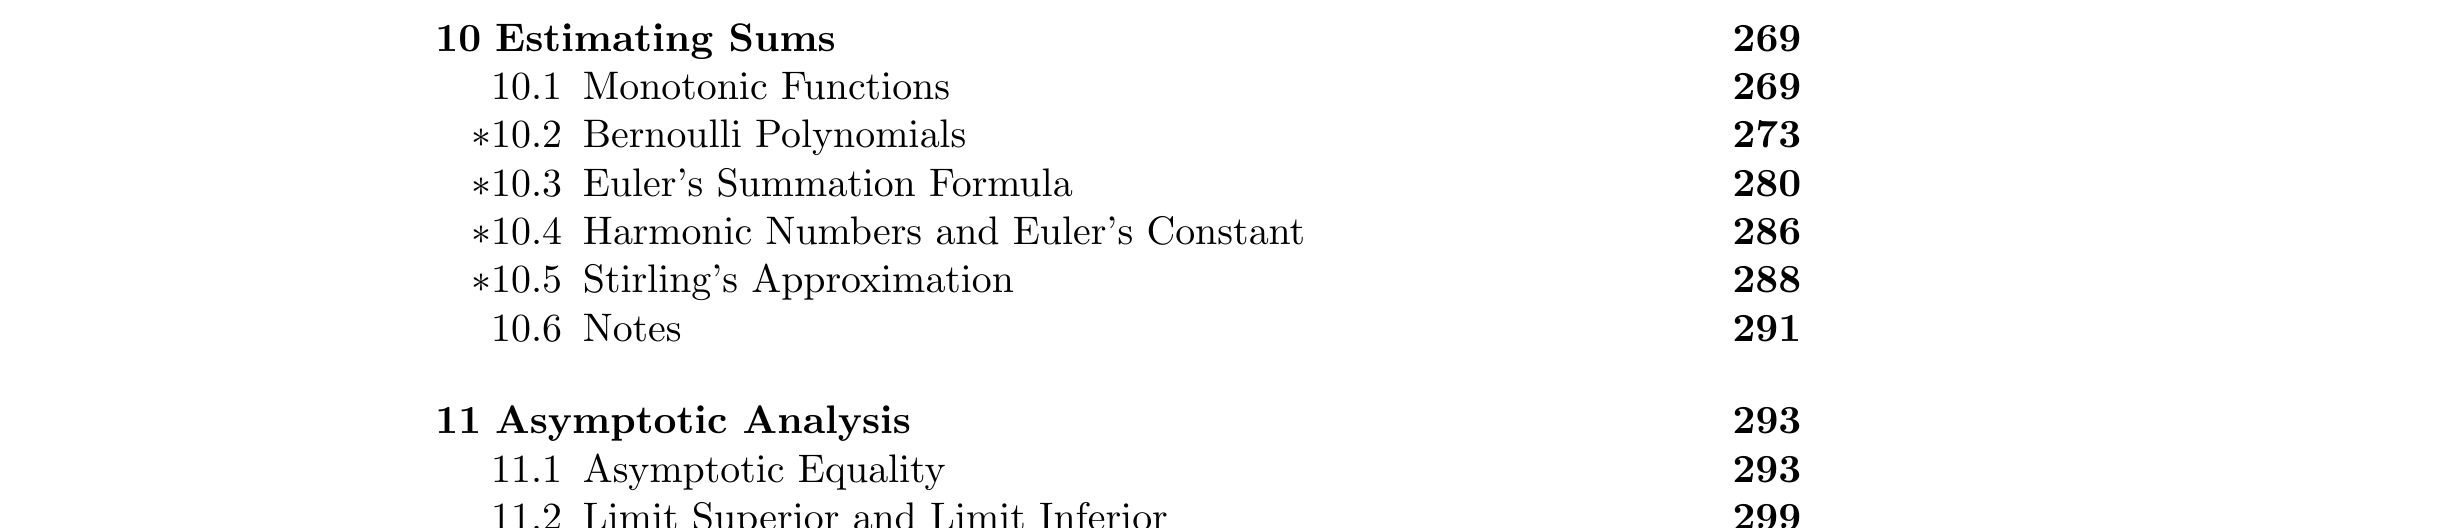 10 Estimating Sums 269
10.1 Monotonic Functions 269
*10.2 Bernoulli Polynomials 273
*10.3 Euler's Summation Formula 280
*10.4 Harmonic Numbers and Euler's Constant 286
*10.5 Stirling's Approximation 288
10.6 Notes 291
11 Asymptotic Analysis 293
11.1 Asymptotic Equality 293
11.2 Limit Superior and Limit Inferior 299